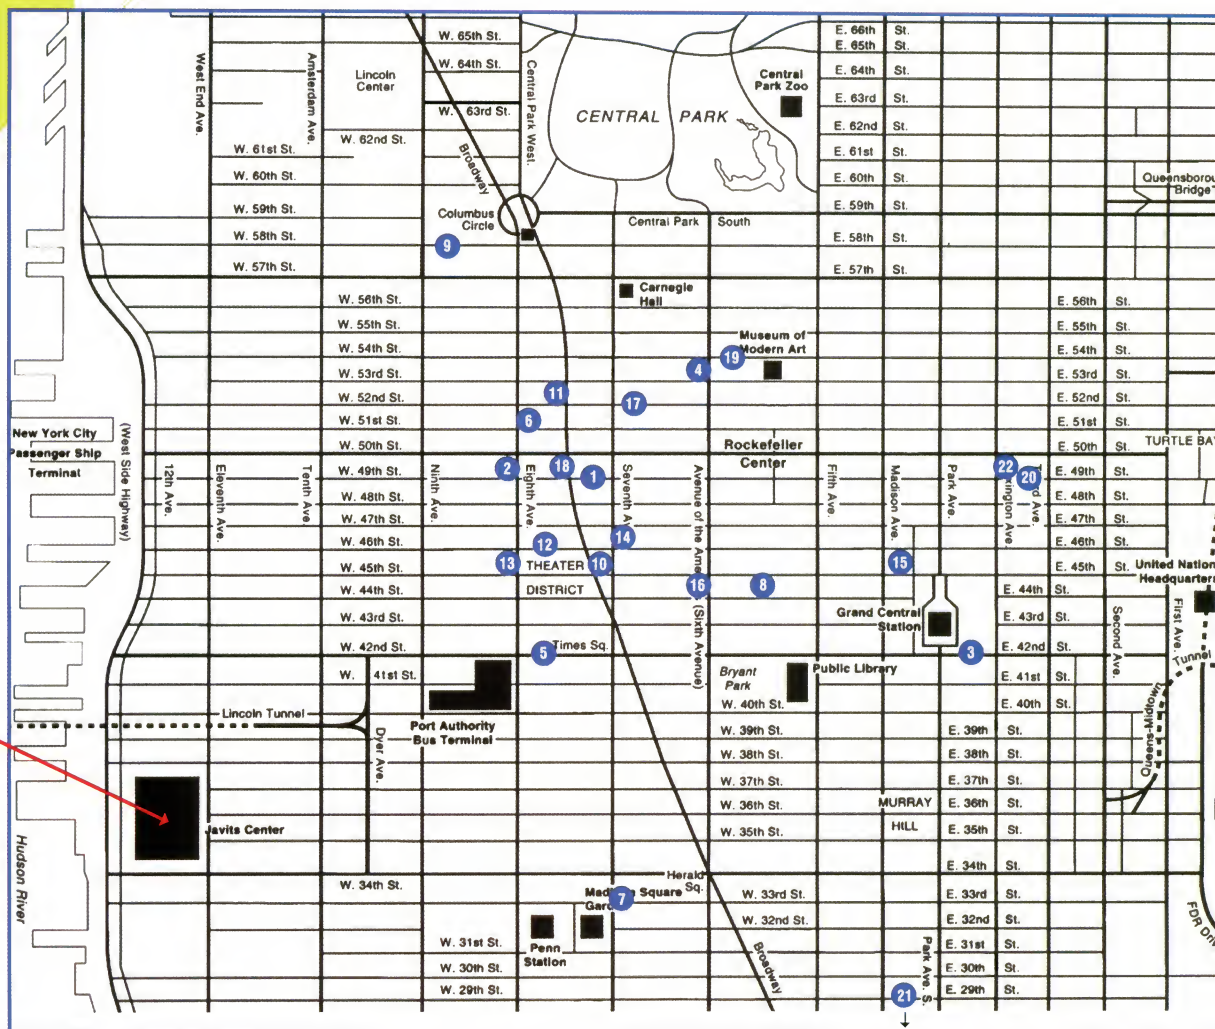 W. 65th St.
W. 64th St.
W. 63rd St.
W. 62nd St.
W. 61st St.
W. 60th St.
W. 59th St.
W. 58th St.
W. 57th St.
W. 56th St.
W. 55th St.
W. 54th St.
W. 53rd St.
W. 52nd St.
W. 51st St.
W. 50th St.
W. 49th St.
W. 48th St.
W. 47th St.
W. 46th St.
W. 45th St.
W. 44th St.
W. 43rd St.
W. 42nd St.
W. 41st St.
West End Ave.
Amsterdam Ave.
Lincoln
Center
Central Park West.
Broadway
Columbus
Circle
CENTRAL PARK
Central
Park Zoo
Central Park South
E. 66th St.
E. 65th St.
E. 64th St.
E. 63rd St.
E. 62nd St.
E. 61st St.
E. 60th St.
E. 59th St.
E. 58th St.
E. 57th St.
E. 56th St.
E. 55th St.
E. 54th St.
E. 53rd St.
E. 52nd St.
E. 51st St.
E. 50th St.
E. 49th St.
E. 48th St.
E. 47th St.
E. 46th St.
E. 45th St.
E. 44th St.
E. 43rd St.
E. 42nd St.
E. 41st St.
E. 40th St.
Bridge
Carnegie
Hall
Museum of
Modern Art
Rockefeller
Center
TURTLE BA
New York City
Passenger Ship
Terminal
(West Side Highway)
12th Ave.
Eleventh Ave.
Tenth Ave.
Ninth Ave.
Eighth Ave.
Seventh
Avenue of the (Sixth Avenue)
Fifth Ave.
Madison Ave.
Park Ave.
Ave.
Ave.
Second Ave.
First Ave.
9
11
6
4
19
17
2
18
1
22
20
12
14
13
10
15
16
8
5
3
7
21
THEATER
DISTRICT
Times Sq.
Grand Central
Station
United Nation
Headquarter
Bryant
Park
Public Library
W. 40th St.
W. 39th St.
W. 38th St.
W. 37th St.
W. 36th St.
W. 35th St.
Tunnel
Queens-Midtown
Lincoln Tunnel
Dyer Ave.
Port Authority
Bus Terminal
E. 39th St.
E. 38th St.
E. 37th St.
E. 36th St.
E. 35th St.
E. 34th St.
E. 33rd St.
E. 32nd St.
E. 31st St.
E. 30th St.
E. 29th St.
MURRAY
HILL
Javits Center
Hudson River
W. 34th St.
Herald
Sq.
Square
W. 33rd St.
W. 32nd St.
Penn
Station
W. 31st St.
W. 30th St.
W. 29th St.
Broadway
Park Ave. S.
FDR